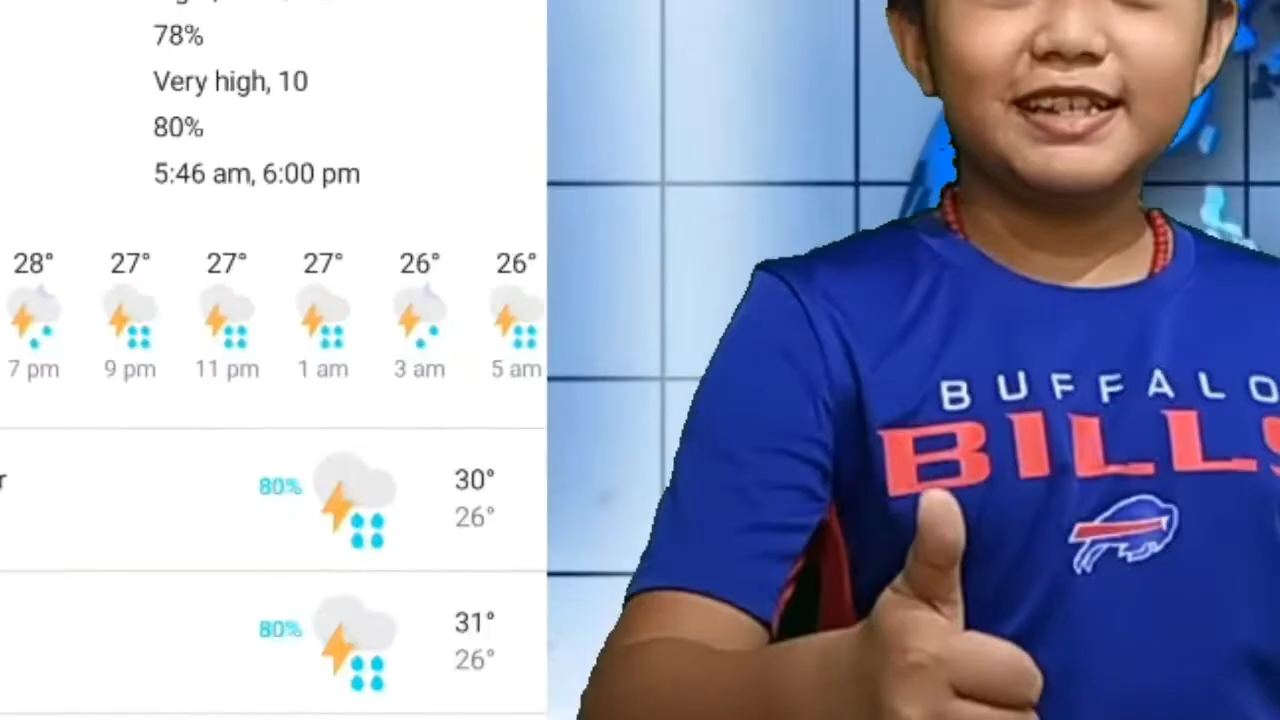 78%
Very high, 10
80%
5:46 am, 6:00 pm
28° 27° 27° 27° 26° 26°
7 pm 9 pm 11 pm 1 am 3 am 5 am
80% 30°
26°
80% 31°
26°
BUFFALO
BILLS